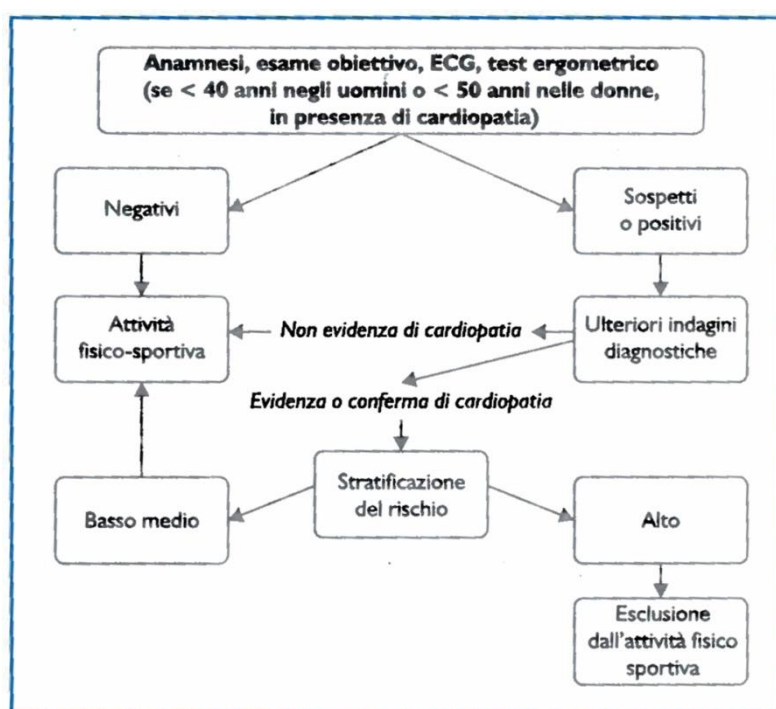 Anamnesi, esame obiettivo, ECG, test ergometrico
(se < 40 anni negli uomini o < 50 anni nelle donne,
in presenza di cardiopatia)
Negativi
Sospetti
o positivi
Attività
fisico-sportiva
Non evidenza di cardiopatia
Ulteriori indagini
diagnostiche
Evidenza o conferma di cardiopatia
Stratificazione
del rischio
Basso medio
Alto
Esclusione
dall'attività fisico
sportiva